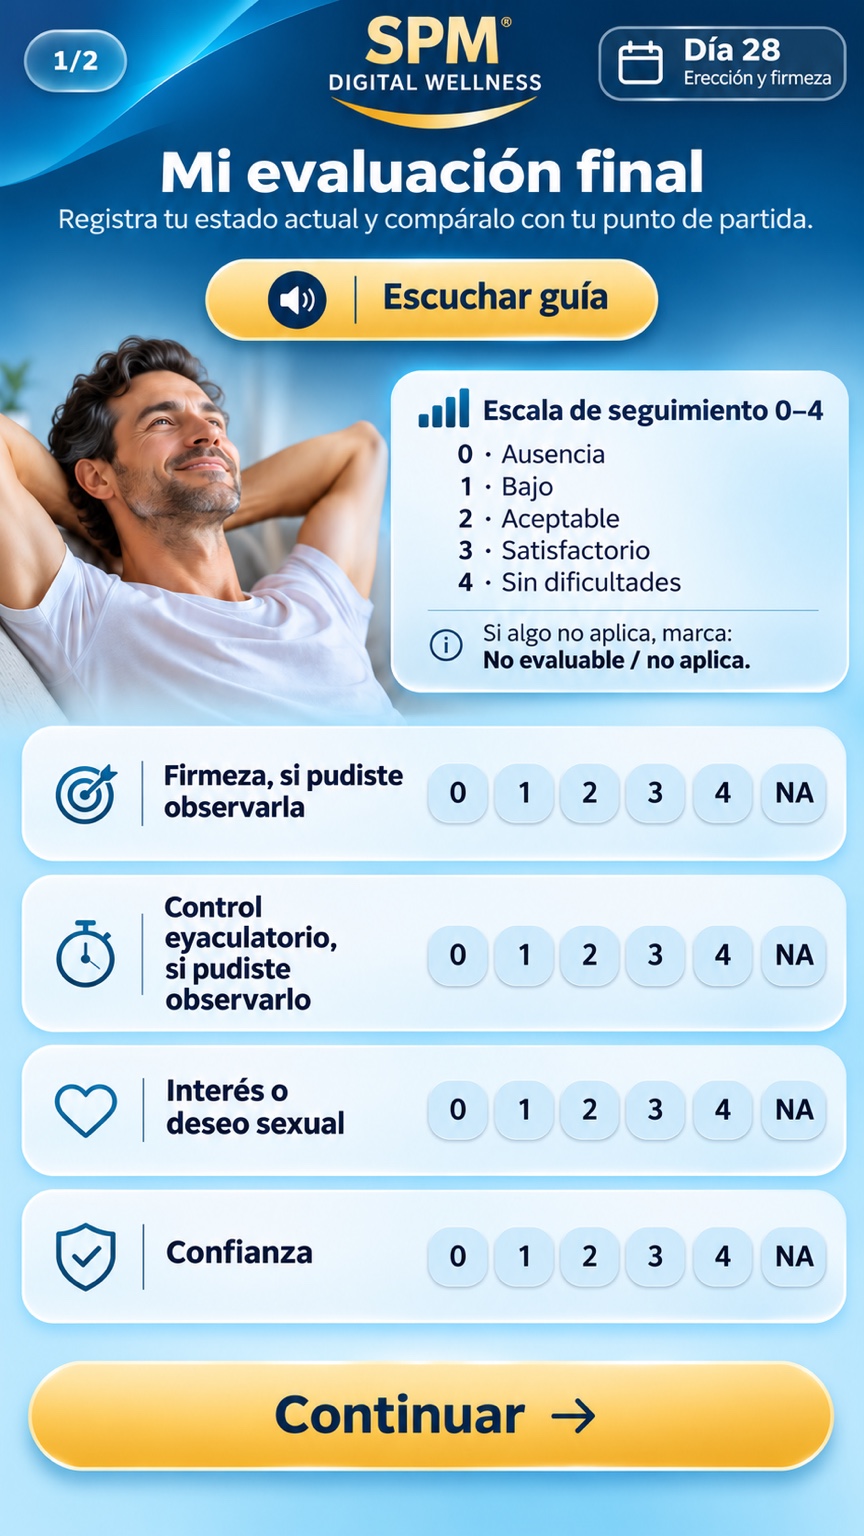 1/2
SPM®
DIGITAL WELLNESS
Día 28
Erección y firmeza
Mi evaluación final
Registra tu estado actual y compáralo con tu punto de partida.
Escuchar guía
Escala de seguimiento 0–4
0 · Ausencia
1 · Bajo
2 · Aceptable
3 · Satisfactorio
4 · Sin dificultades
Si algo no aplica, marca:
No evaluable / no aplica.
Firmeza, si pudiste
observarla
0 1 2 3 4 NA
Control
eyaculatorio,
si pudiste
observarlo
0 1 2 3 4 NA
Interés o
deseo sexual
0 1 2 3 4 NA
Confianza
0 1 2 3 4 NA
Continuar →